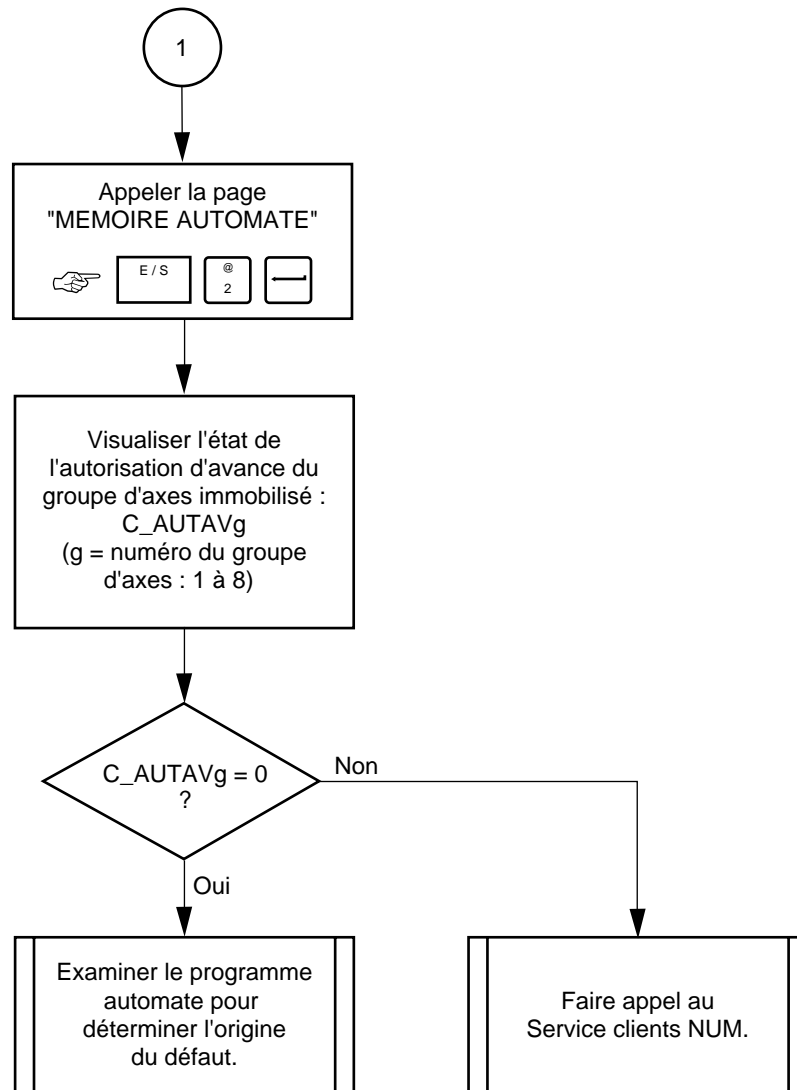 1
Appeler la page
"MEMOIRE AUTOMATE"
E / S
@
2
Visualiser l'état de
l'autorisation d'avance du
groupe d'axes immobilisé :
C_AUTAVg
(g = numéro du groupe
d'axes : 1 à 8)
C_AUTAVg = 0
?
Non
Oui
Examiner le programme
automate pour
déterminer l'origine
du défaut.
Faire appel au
Service clients NUM.